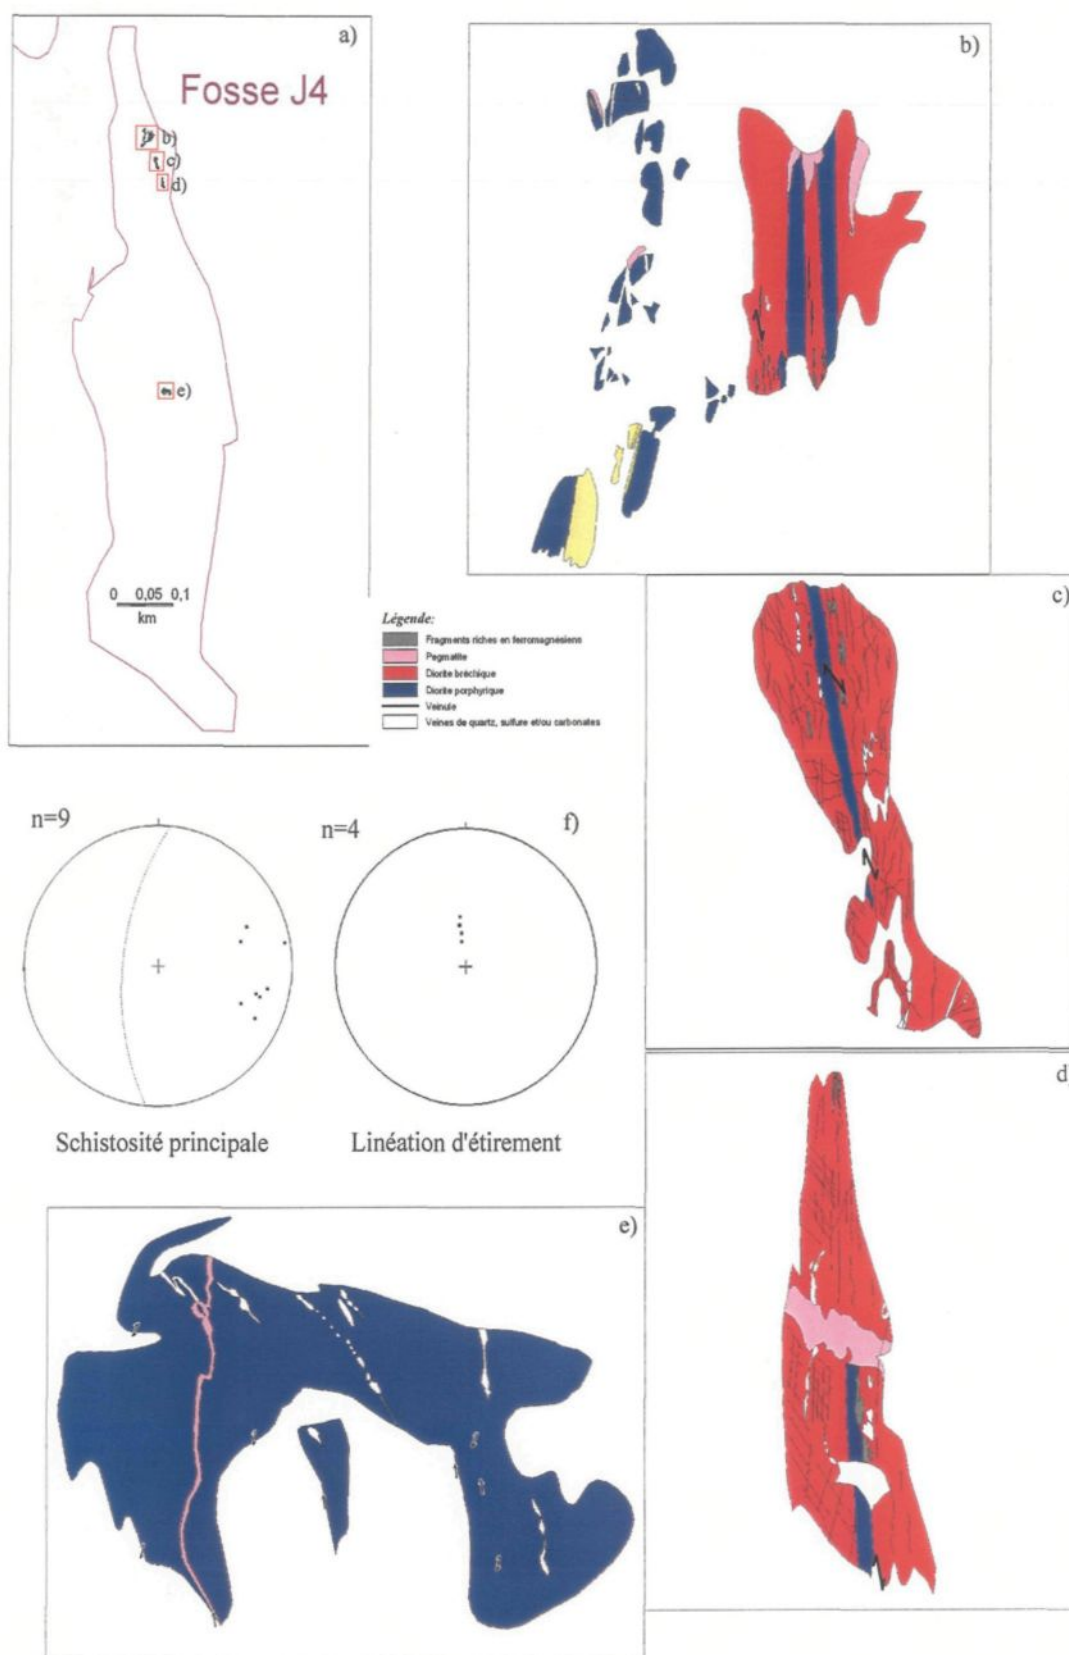 a)
Fosse J4
b)
c)
d)
e)
0 0,05 0,1
km
b)
Légende:
Fragments riches en ferromagnésiens
Pegmatite
Diorite bréchique
Diorite porphyrique
Veinule
Veines de quartz, sulfure et/ou carbonates
c)
n=9
n=4
f)
Schistosité principale
Linéation d'étirement
d)
e)